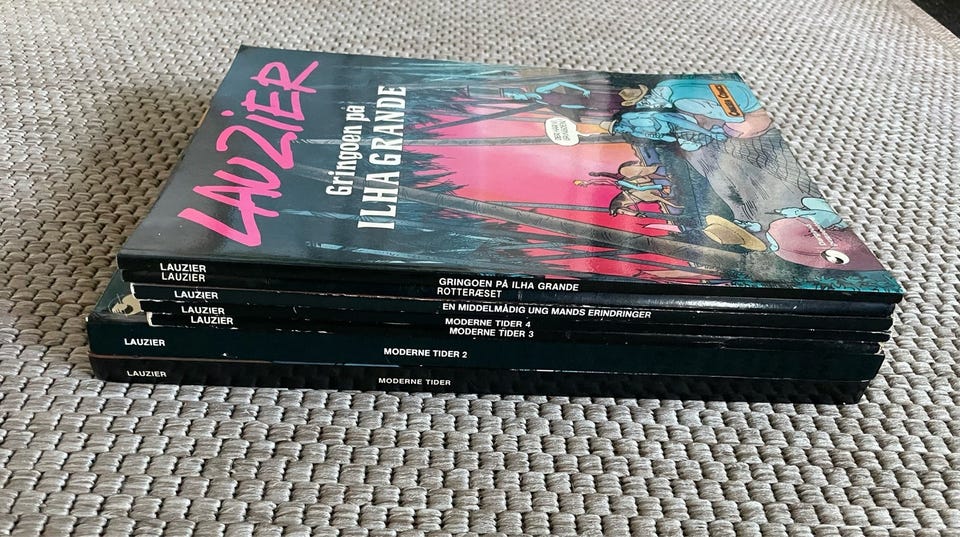 LAUZIER
Gringoen på
ILHA GRANDE
LAUZIER GRINGOEN PÅ ILHA GRANDE
LAUZIER ROTTERÆSET
LAUZIER EN MIDDELMÅDIG UNG MANDS ERINDRINGER
LAUZIER MODERNE TIDER 4
LAUZIER MODERNE TIDER 3
LAUZIER MODERNE TIDER 2
LAUZIER MODERNE TIDER